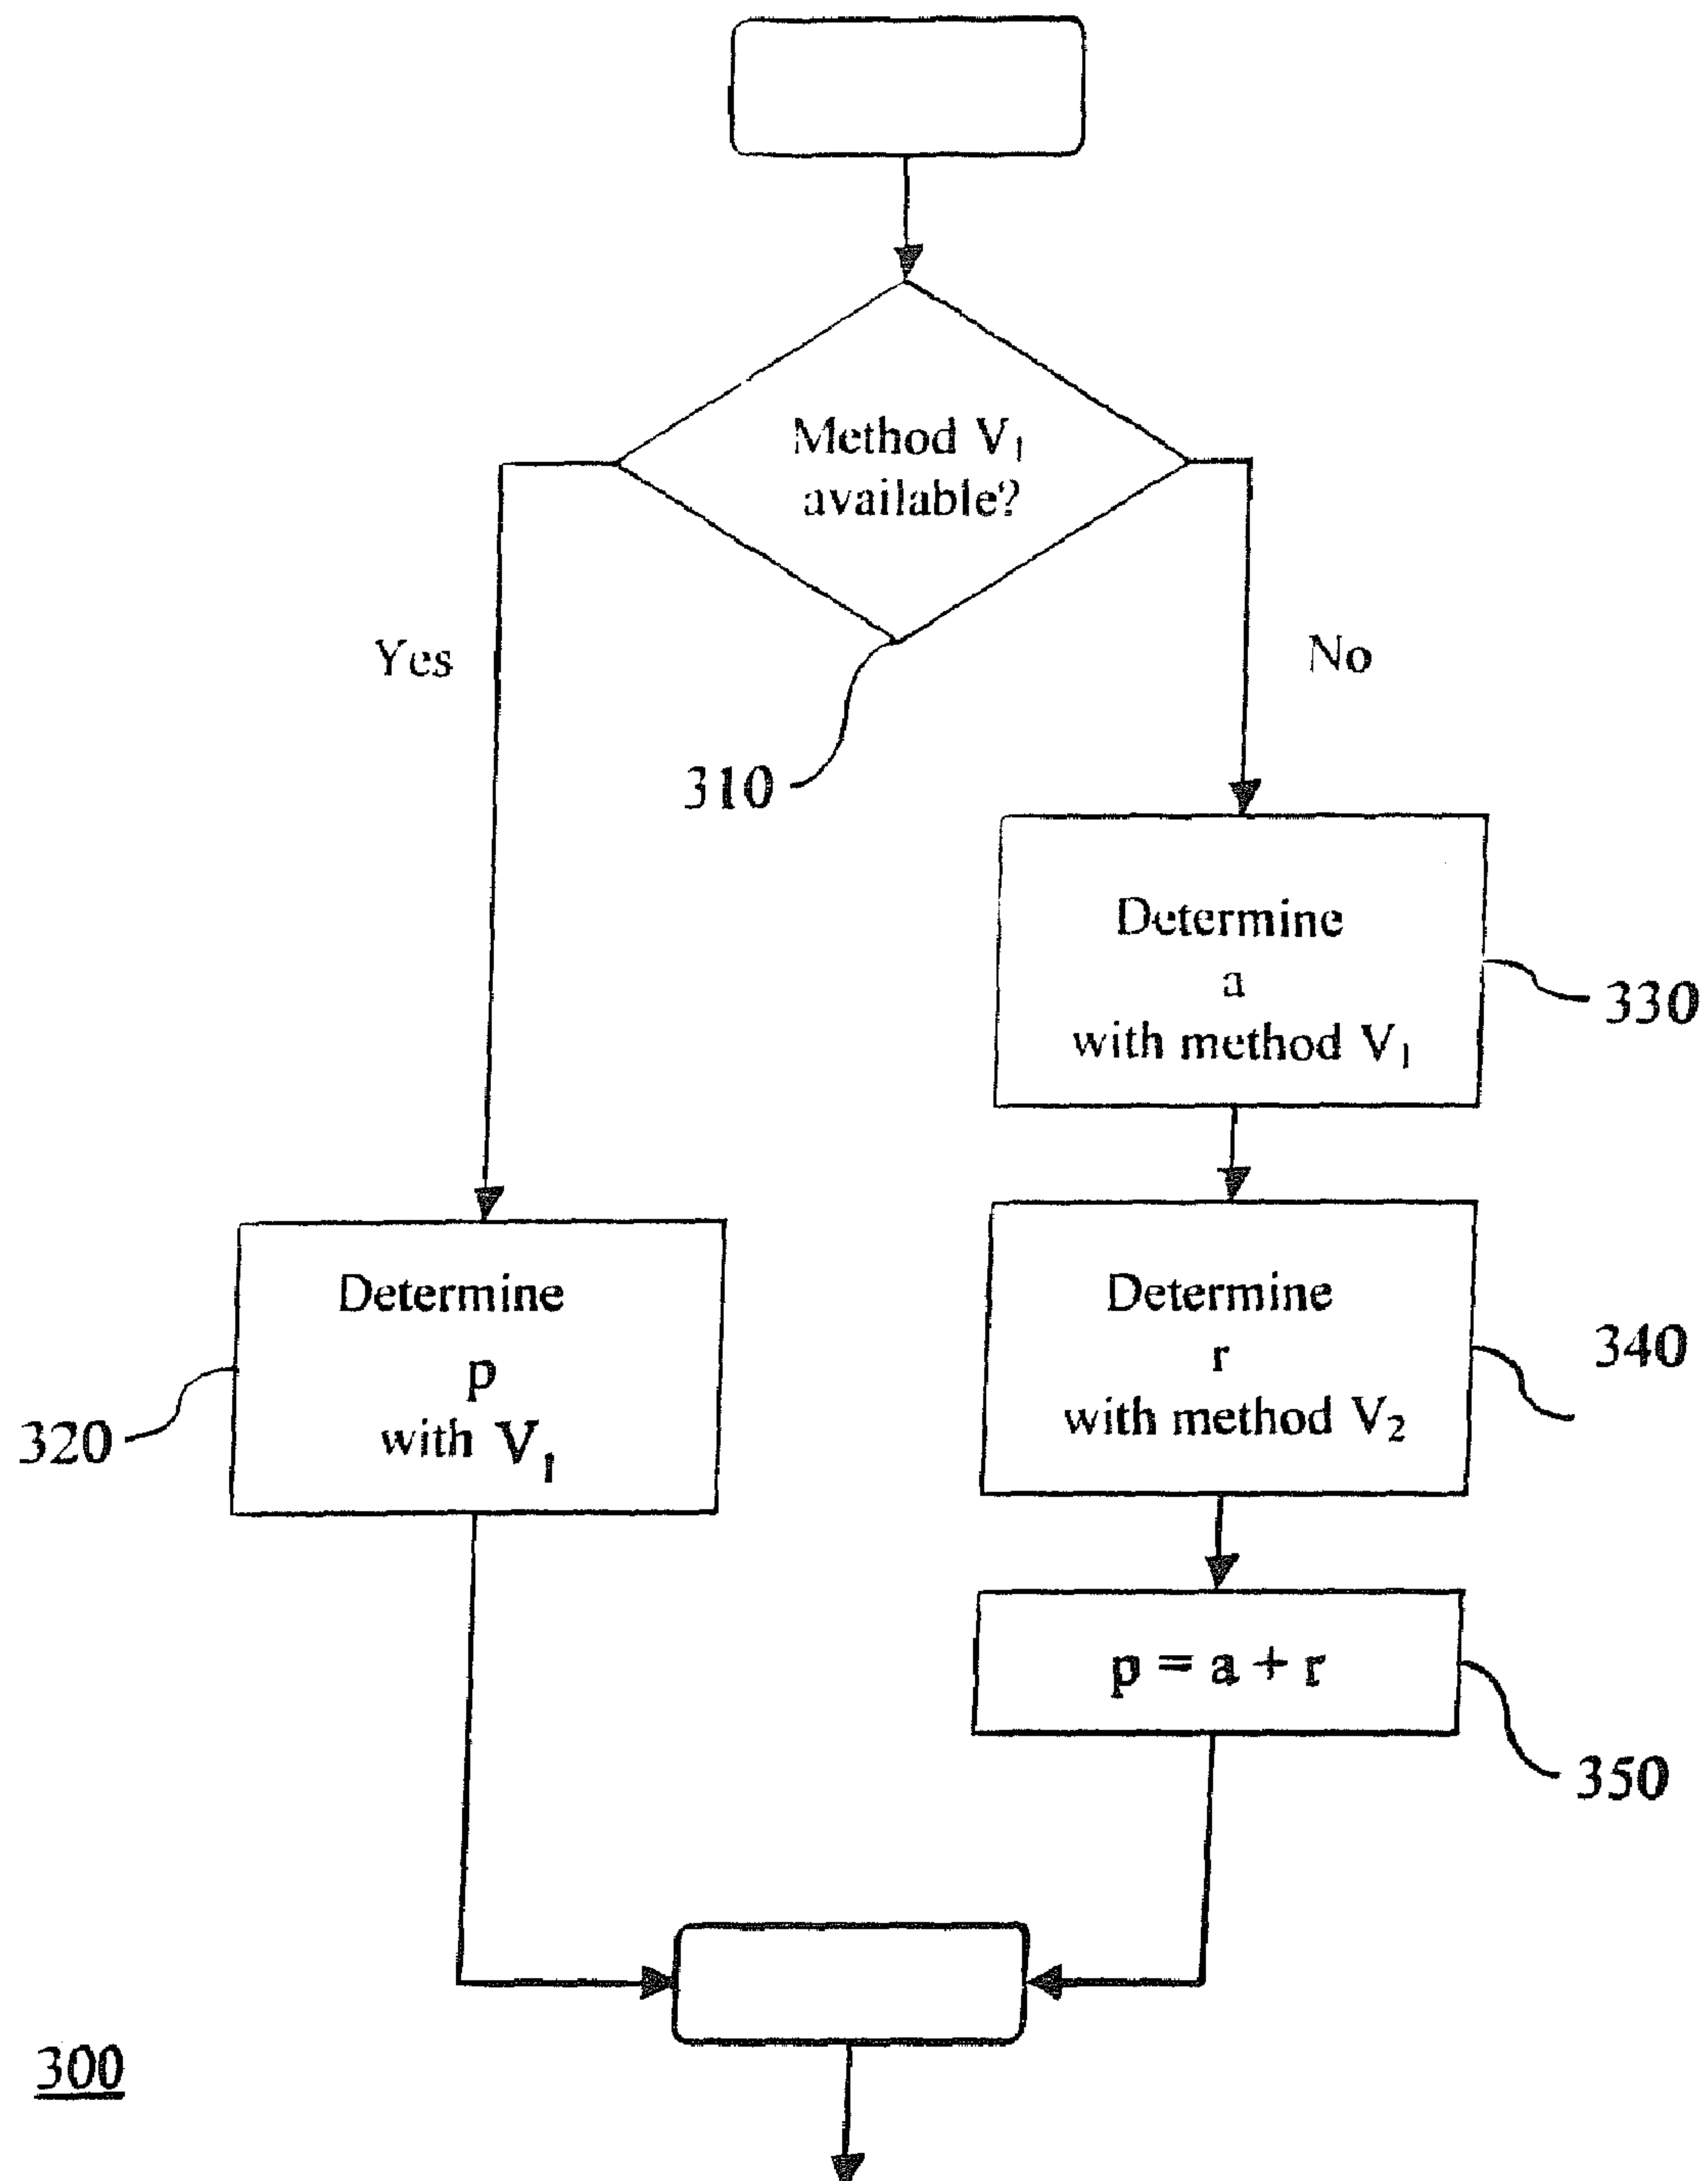 Method V₁
available?
Yes
No
310
Determine
a
with method V₁
330
Determine
p
with V₁
320
Determine
r
with method V₂
340
p = a + r
350
300